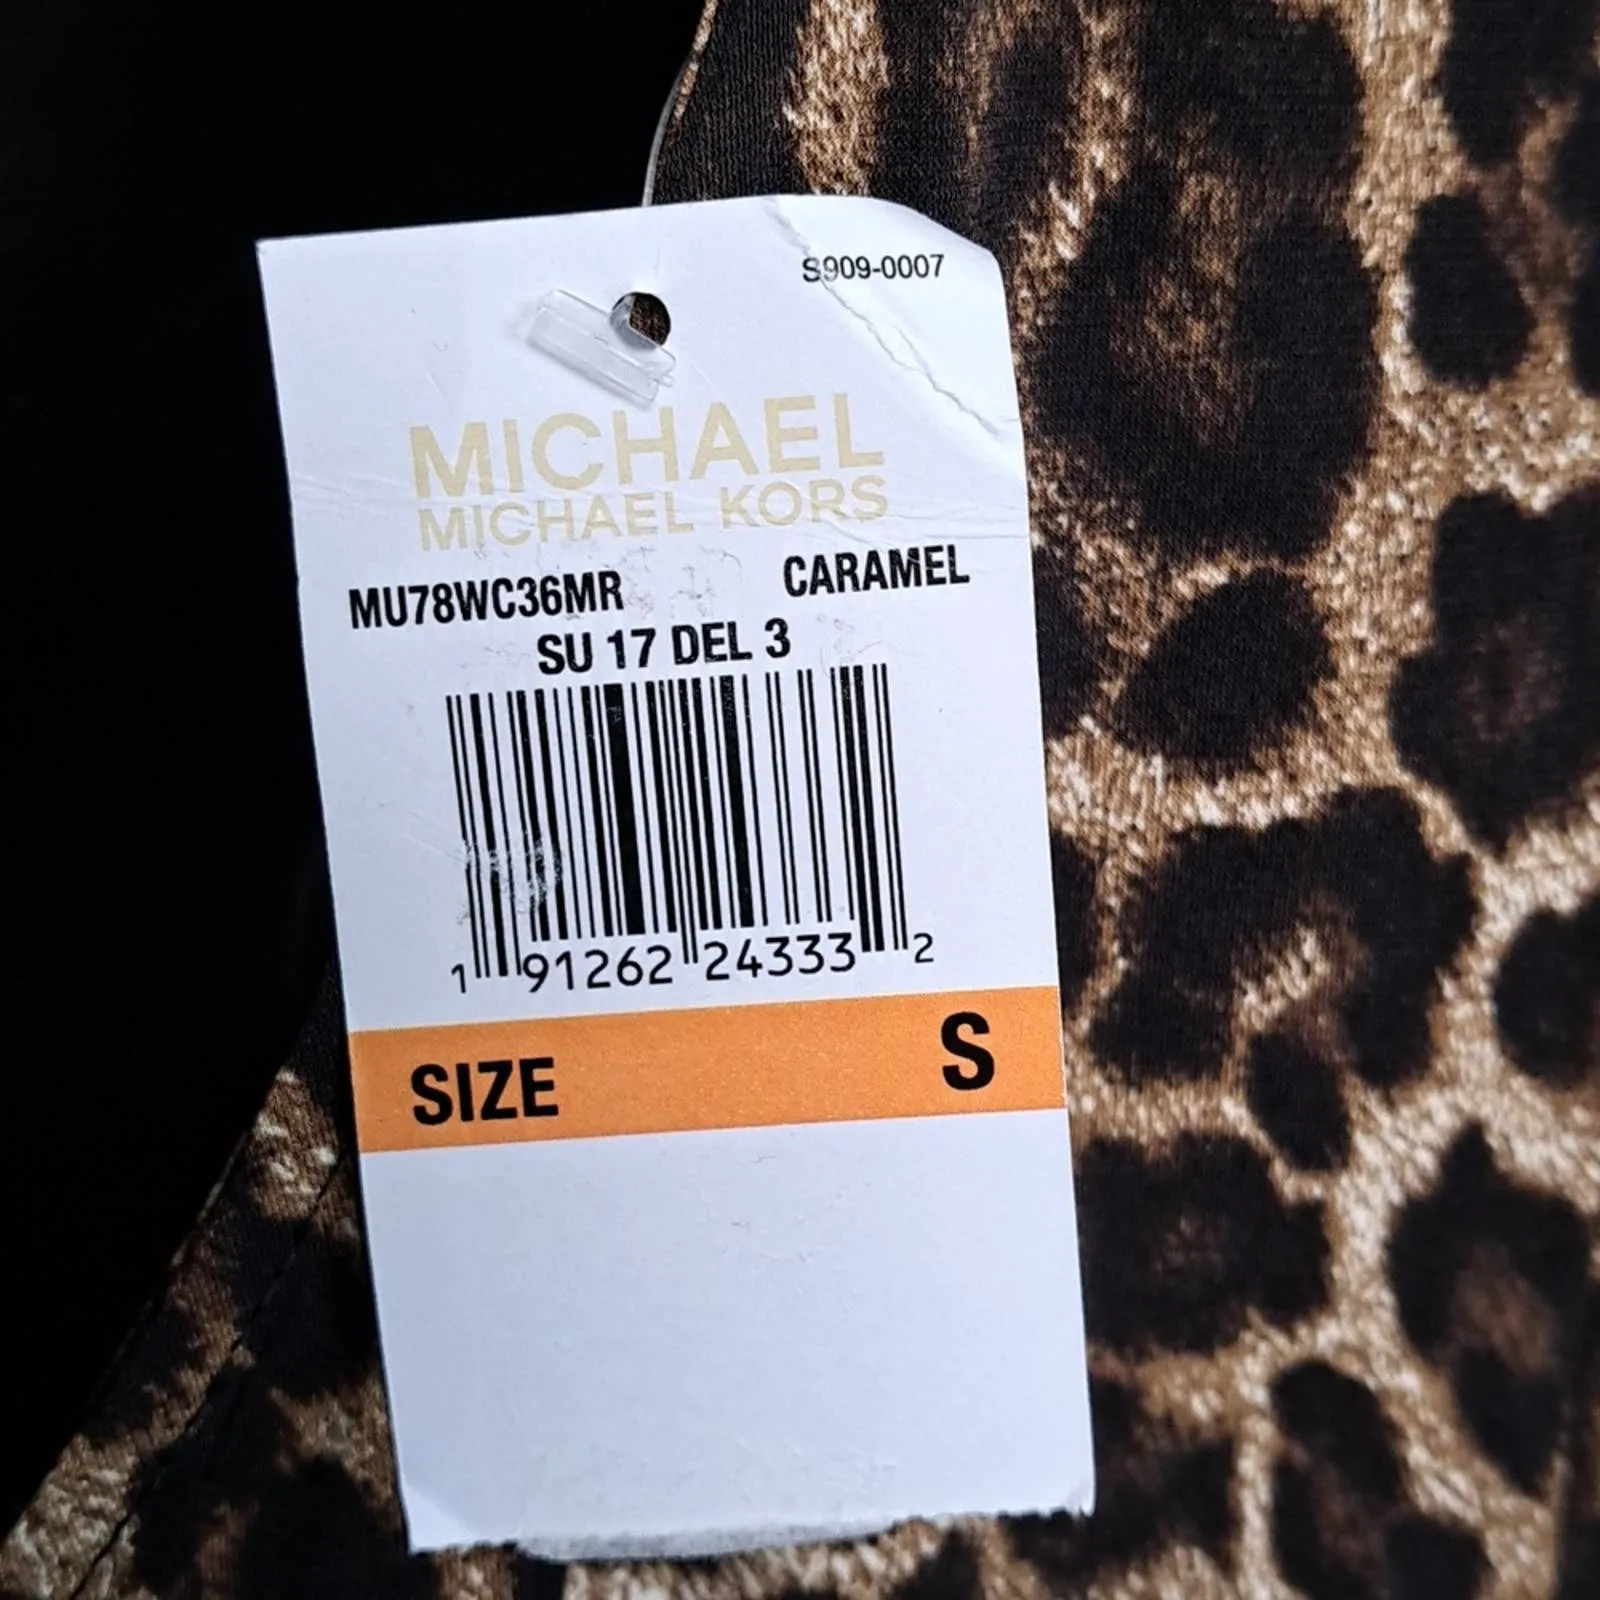 S909-0007
MICHAEL
MICHAEL KORS
MU78WC36MR CARAMEL
SU 17 DEL 3
1 91262 24333 2
SIZE S